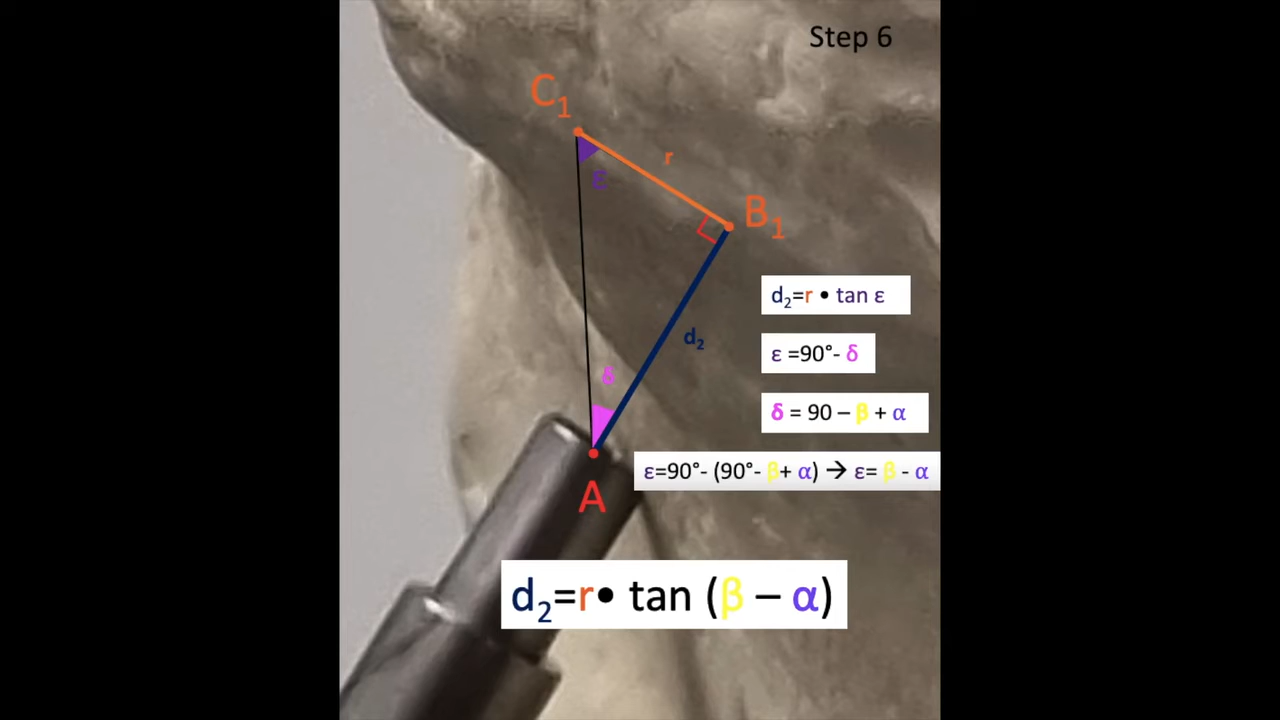 Step 6
C₁
r
ε
B₁
d₂=r • tan ε
d₂
ε =90°- δ
δ
δ = 90 – β + α
ε=90°- (90°- β+ α) → ε= β - α
A
d₂=r• tan (β – α)